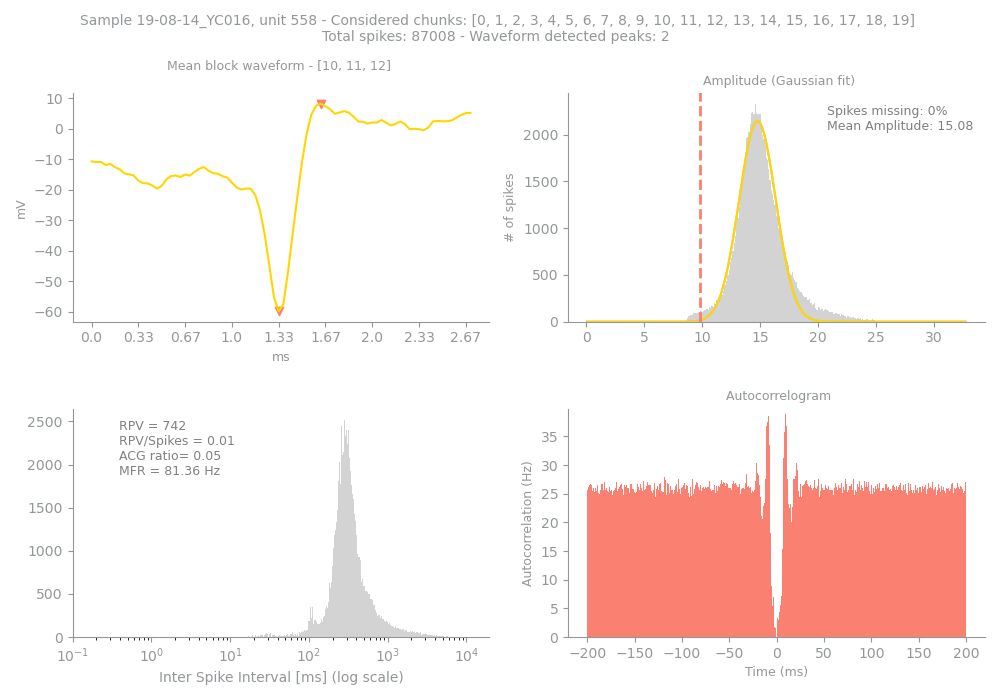 Sample 19-08-14_YC016, unit 558 - Considered chunks: [0, 1, 2, 3, 4, 5, 6, 7, 8, 9, 10, 11, 12, 13, 14, 15, 16, 17, 18, 19]
Total spikes: 87008 - Waveform detected peaks: 2
Mean block waveform - [10, 11, 12]
10
0
−10
−20
−30
−40
−50
−60
mV
0.0 0.33 0.67 1.0 1.33 1.67 2.0 2.33 2.67
ms
Amplitude (Gaussian fit)
Spikes missing: 0%
Mean Amplitude: 15.08
2000
1500
1000
500
0
# of spikes
0 5 10 15 20 25 30
RPV = 742
RPV/Spikes = 0.01
ACG ratio= 0.05
MFR = 81.36 Hz
2500
2000
1500
1000
500
0
10⁻¹ 10⁰ 10¹ 10² 10³ 10⁴
Inter Spike Interval [ms] (log scale)
Autocorrelogram
35
30
25
20
15
10
5
0
Autocorrelation (Hz)
−200 −150 −100 −50 0 50 100 150 200
Time (ms)